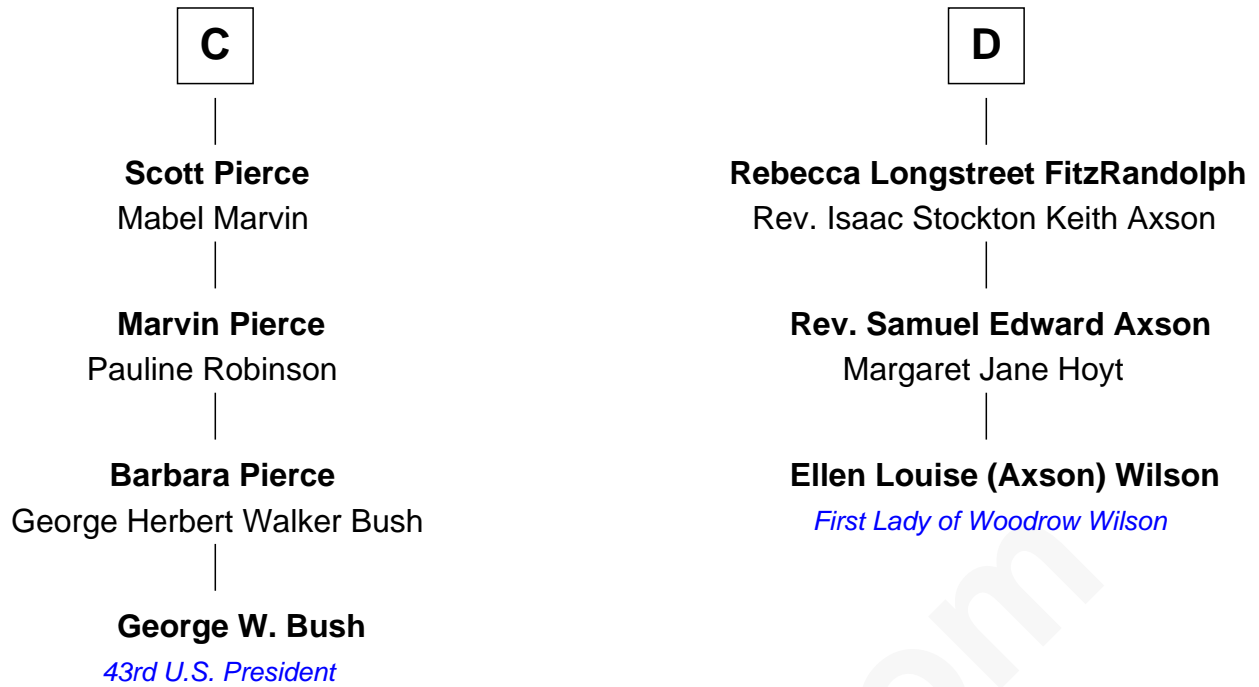 C
Scott Pierce
Mabel Marvin
Marvin Pierce
Pauline Robinson
Barbara Pierce
George Herbert Walker Bush
George W. Bush
43rd U.S. President
D
Rebecca Longstreet FitzRandolph
Rev. Isaac Stockton Keith Axson
Rev. Samuel Edward Axson
Margaret Jane Hoyt
Ellen Louise (Axson) Wilson
First Lady of Woodrow Wilson
om